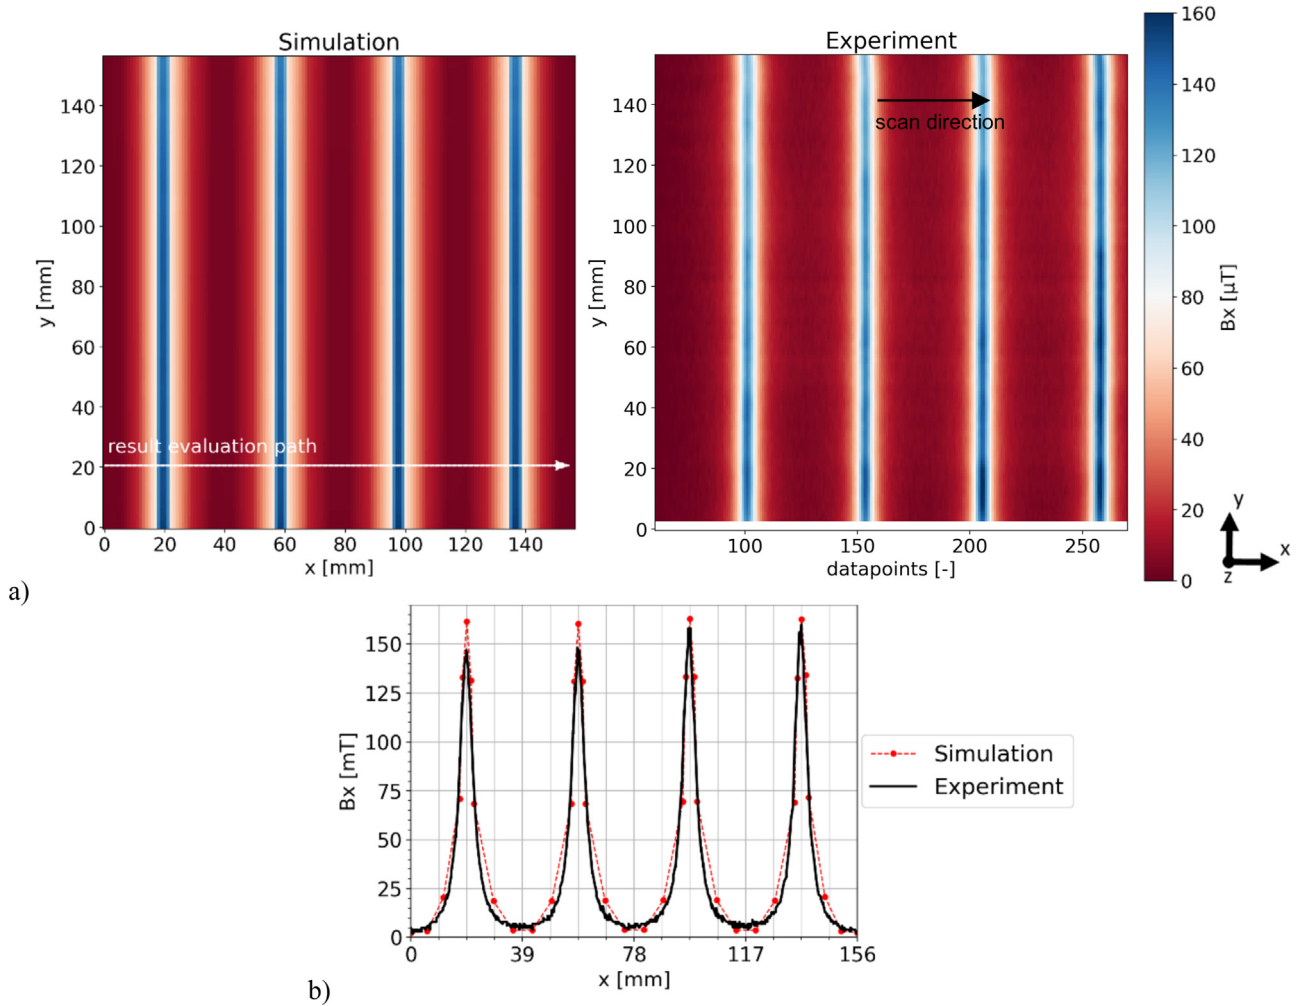 Simulation
Experiment
scan direction
result evaluation path
y [mm]
140
120
100
80
60
40
20
0
0 20 40 60 80 100 120 140
x [mm]
y [mm]
140
120
100
80
60
40
20
0
100 150 200 250
datapoints [-]
160
140
120
100
80
60
40
20
0
Bx [µT]
y
x
z
a)
Bx [mT]
150
125
100
75
50
25
0
0 39 78 117 156
x [mm]
Simulation
Experiment
b)